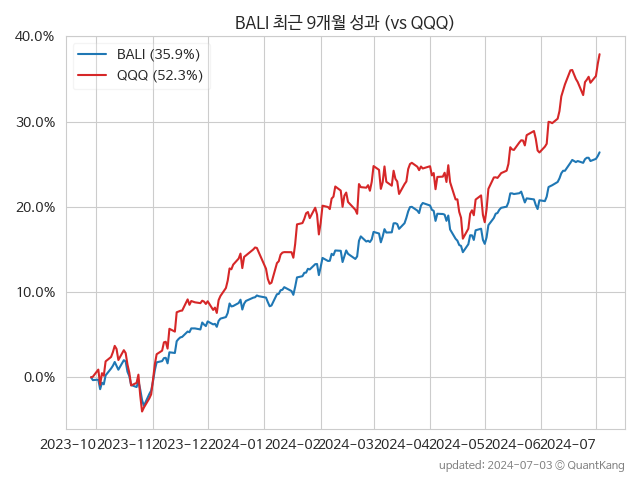 BALI 최근 9개월 성과 (vs QQQ)
40.0%
30.0%
20.0%
10.0%
0.0%
BALI (35.9%)
QQQ (52.3%)
2023-10 2023-11 2023-12 2024-01 2024-02 2024-03 2024-04 2024-05 2024-06 2024-07
updated: 2024-07-03 @ QuantKang